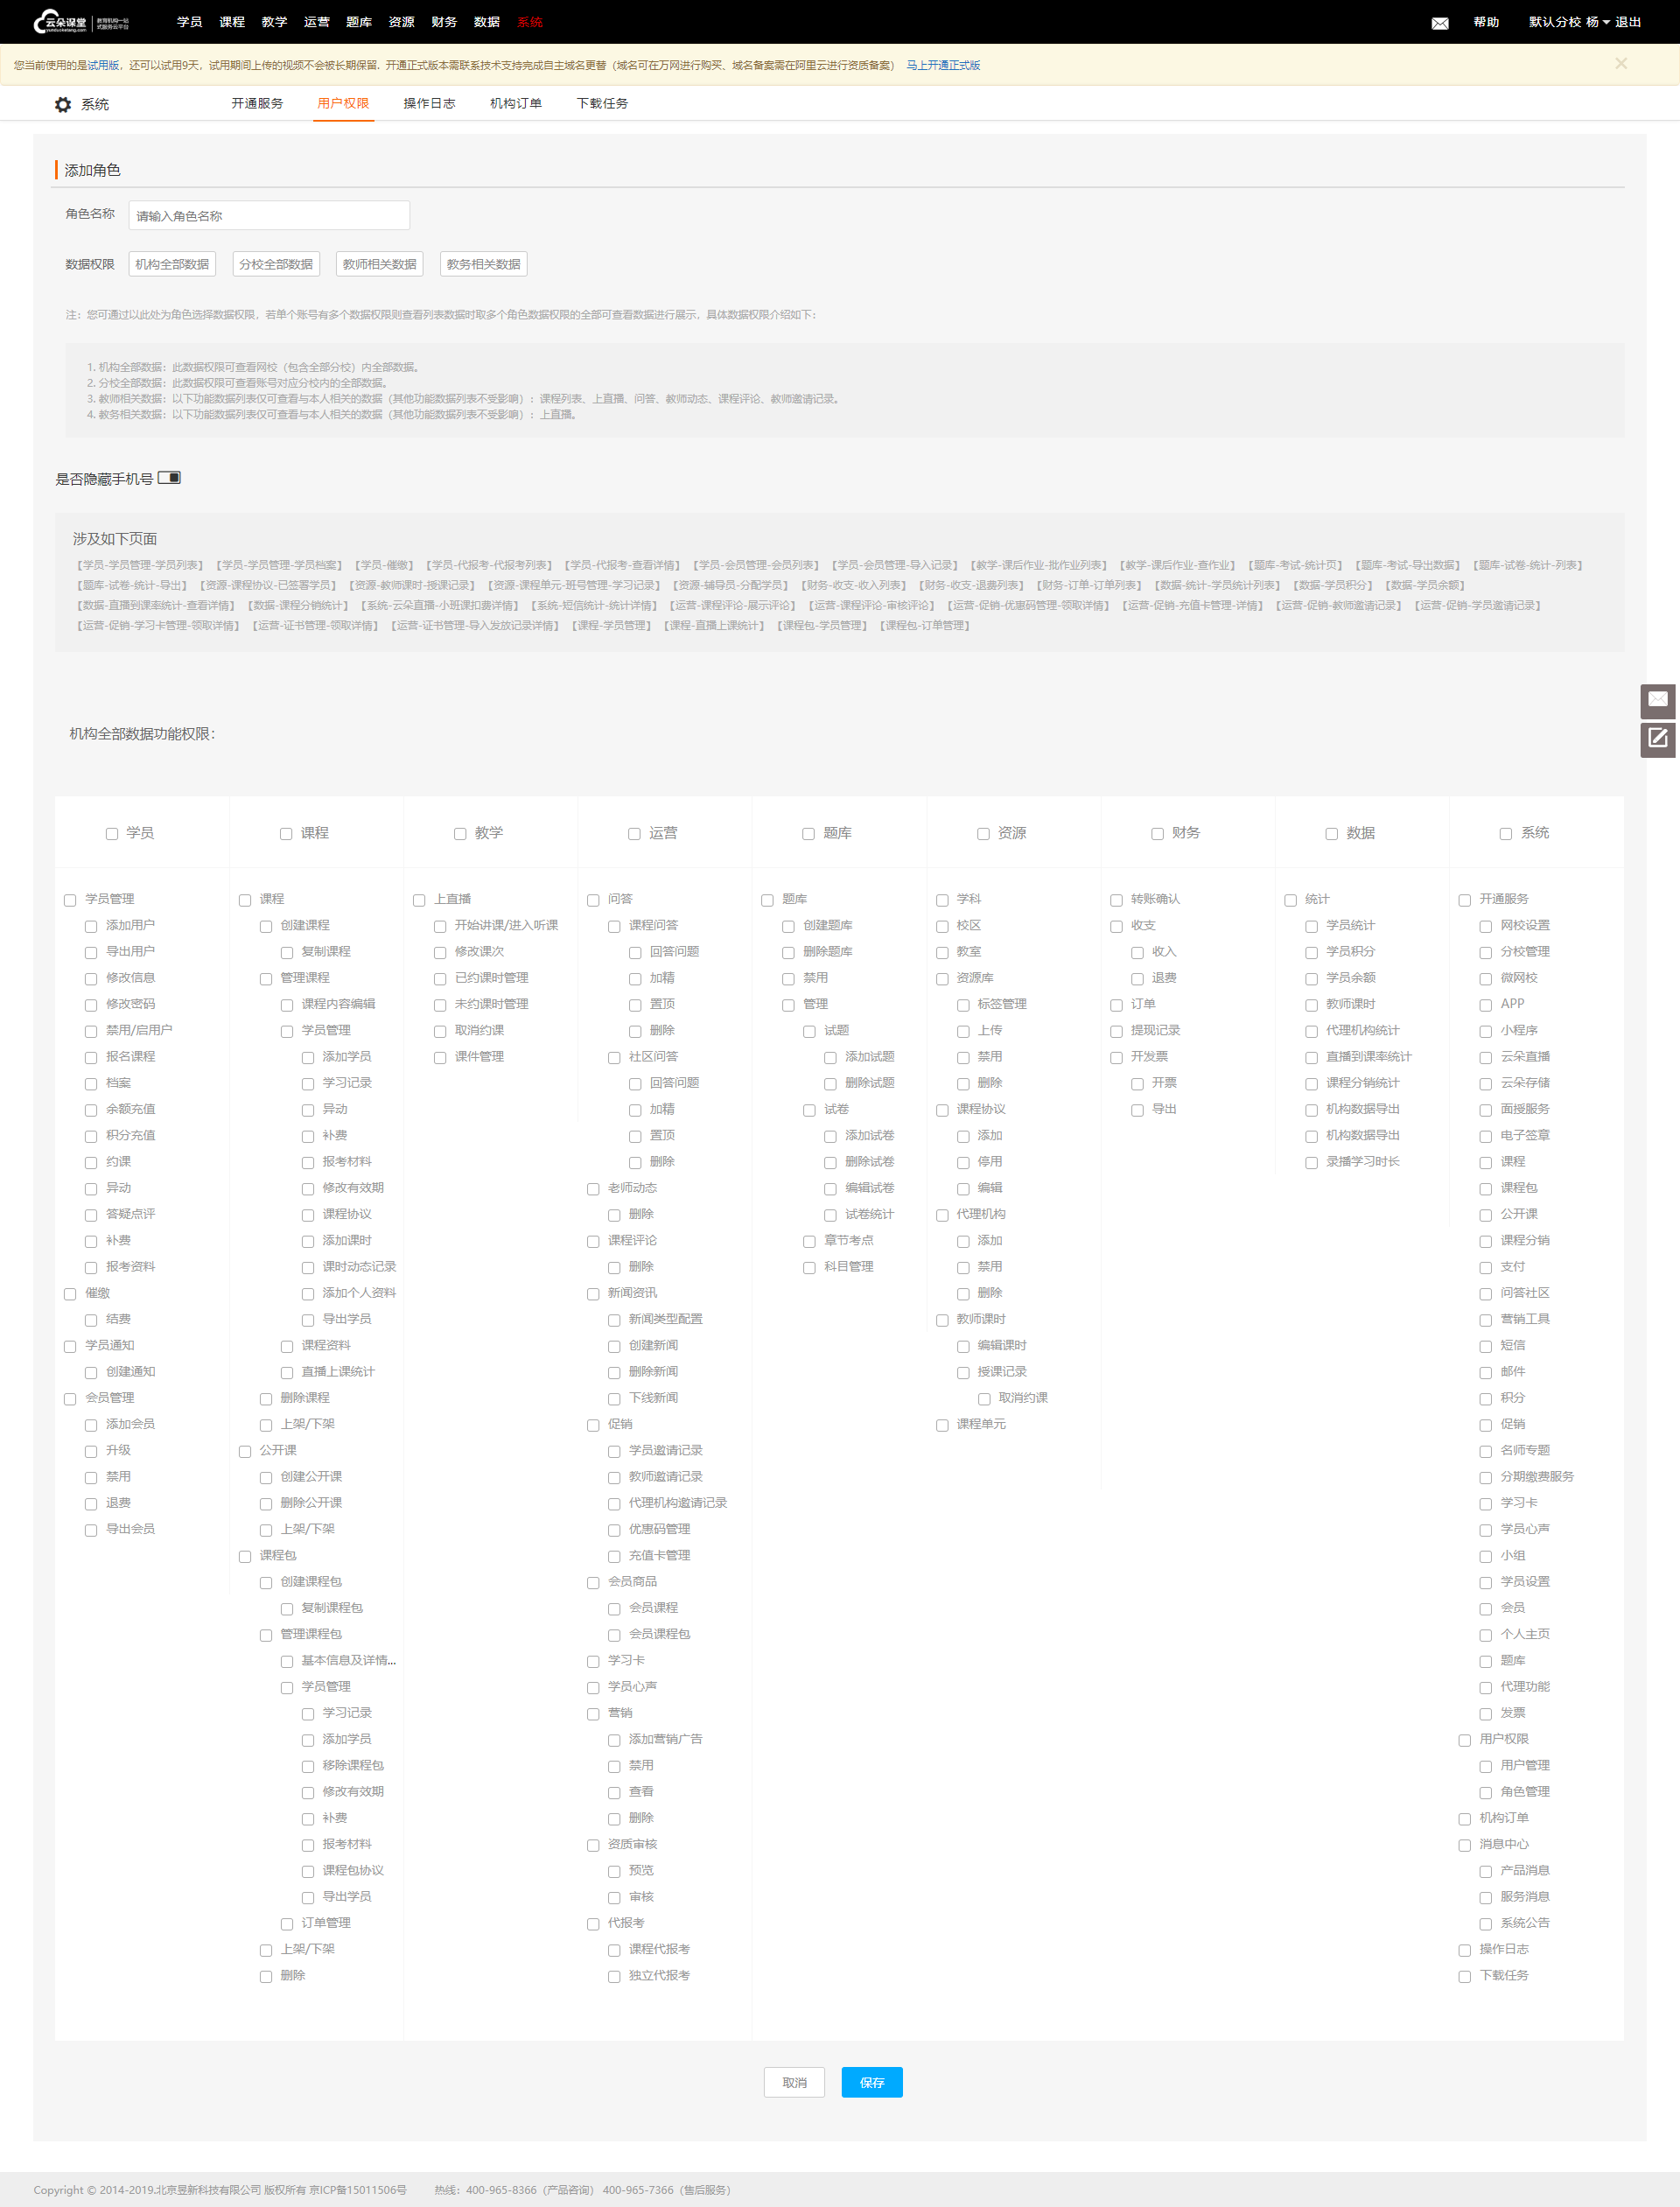 云朵课堂 教育机构一站
yunduoketang.com 式服务云平台
学员 课程 教学 运营 题库 资源 财务 数据 系统 帮助 默认分校 杨 退出
您当前使用的是试用版，还可以试用9天，试用期间上传的视频不会被长期保留，开通正式版本需联系技术支持完成自主域名更替（域名可在万网进行购买、域名备案需在阿里云进行资质备案） 马上开通正式版
系统 开通服务 用户权限 操作日志 机构订单 下载任务
添加角色
角色名称 请输入角色名称
数据权限 机构全部数据 分校全部数据 教师相关数据 教务相关数据
注：您可通过以此处为角色选择数据权限，若单个账号有多个数据权限则查看列表数据时取多个角色数据权限的全部可查看数据进行展示，具体数据权限介绍如下：
1. 机构全部数据：此数据权限可查看网校（包含全部分校）内全部数据。
2. 分校全部数据：此数据权限可查看账号对应分校内的全部数据。
3. 教师相关数据：以下功能数据列表仅可查看与本人相关的数据（其他功能数据列表不受影响）：课程列表、上直播、问答、教师动态、课程评论、教师邀请记录。
4. 教务相关数据：以下功能数据列表仅可查看与本人相关的数据（其他功能数据列表不受影响）：上直播。
是否隐藏手机号
涉及如下页面
【学员-学员管理-学员列表】 【学员-学员管理-学员档案】 【学员-催缴】 【学员-代报考-代报考列表】 【学员-代报考-查看详情】 【学员-会员管理-会员列表】 【学员-会员管理-导入记录】 【教学-课后作业-批作业列表】 【教学-课后作业-查作业】 【题库-考试-统计页】 【题库-考试-导出数据】 【题库-试卷-统计-列表】
【题库-试卷-统计-导出】 【资源-课程协议-已签署学员】 【资源-教师课时-授课记录】 【资源-课程单元-班号管理-学习记录】 【资源-辅导员-分配学员】 【财务-收支-收入列表】 【财务-收支-退费列表】 【财务-订单-订单列表】 【数据-统计-学员统计列表】 【数据-学员积分】 【数据-学员余额】
【数据-直播到课率统计-查看详情】 【数据-课程分销统计】 【系统-云朵直播-小班课扣费详情】 【系统-短信统计-统计详情】 【运营-课程评论-展示评论】 【运营-课程评论-审核评论】 【运营-促销-优惠码管理-领取详情】 【运营-促销-充值卡管理-详情】 【运营-促销-教师邀请记录】 【运营-促销-学员邀请记录】
【运营-促销-学习卡管理-领取详情】 【运营-证书管理-领取详情】 【运营-证书管理-导入发放记录详情】 【课程-学员管理】 【课程-直播上课统计】 【课程包-学员管理】 【课程包-订单管理】
机构全部数据功能权限：
学员
学员管理
添加用户
导出用户
修改信息
修改密码
禁用/启用户
报名课程
档案
余额充值
积分充值
约课
异动
答疑点评
补费
报考资料
催缴
结费
学员通知
创建通知
会员管理
添加会员
升级
禁用
退费
导出会员
课程
课程
创建课程
复制课程
管理课程
课程内容编辑
学员管理
添加学员
学习记录
异动
补费
报考材料
修改有效期
课程协议
添加课时
课时动态记录
添加个人资料
导出学员
课程资料
直播上课统计
删除课程
上架/下架
公开课
创建公开课
删除公开课
上架/下架
课程包
创建课程包
复制课程包
管理课程包
基本信息及详情...
学员管理
学习记录
添加学员
移除课程包
修改有效期
补费
报考材料
课程包协议
导出学员
订单管理
上架/下架
删除
教学
上直播
开始讲课/进入听课
修改课次
已约课时管理
未约课时管理
取消约课
课件管理
运营
问答
课程问答
回答问题
加精
置顶
删除
社区问答
回答问题
加精
置顶
删除
老师动态
删除
课程评论
删除
新闻资讯
新闻类型配置
创建新闻
删除新闻
下线新闻
促销
学员邀请记录
教师邀请记录
代理机构邀请记录
优惠码管理
充值卡管理
会员商品
会员课程
会员课程包
学习卡
学员心声
营销
添加营销广告
禁用
查看
删除
资质审核
预览
审核
代报考
课程代报考
独立代报考
题库
题库
创建题库
删除题库
禁用
管理
试题
添加试题
删除试题
试卷
添加试卷
删除试卷
编辑试卷
试卷统计
章节考点
科目管理
资源
学科
校区
教室
资源库
标签管理
上传
禁用
删除
课程协议
添加
停用
编辑
代理机构
添加
禁用
删除
教师课时
编辑课时
授课记录
取消约课
课程单元
财务
转账确认
收支
收入
退费
订单
提现记录
开发票
开票
导出
数据
统计
学员统计
学员积分
学员余额
教师课时
代理机构统计
直播到课率统计
课程分销统计
机构数据导出
机构数据导出
录播学习时长
系统
开通服务
网校设置
分校管理
微网校
APP
小程序
云朵直播
云朵存储
面授服务
电子签章
课程
课程包
公开课
课程分销
支付
问答社区
营销工具
短信
邮件
积分
促销
名师专题
分期缴费服务
学习卡
学员心声
小组
学员设置
会员
个人主页
题库
代理功能
发票
用户权限
用户管理
角色管理
机构订单
消息中心
产品消息
服务消息
系统公告
操作日志
下载任务
取消 保存
Copyright © 2014-2019.北京昱新科技有限公司 版权所有 京ICP备15011506号 热线：400-965-8366（产品咨询） 400-965-7366（售后服务）